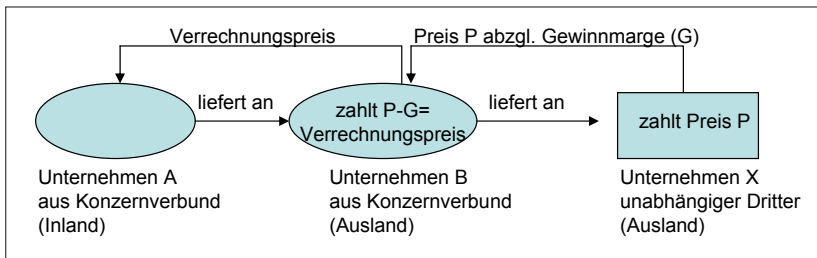 Verrechnungspreis
Preis P abzgl. Gewinnmarge (G)
liefert an
zahlt P-G=
Verrechnungspreis
liefert an
zahlt Preis P
Unternehmen A
aus Konzernverbund
(Inland)
Unternehmen B
aus Konzernverbund
(Ausland)
Unternehmen X
unabhängiger Dritter
(Ausland)